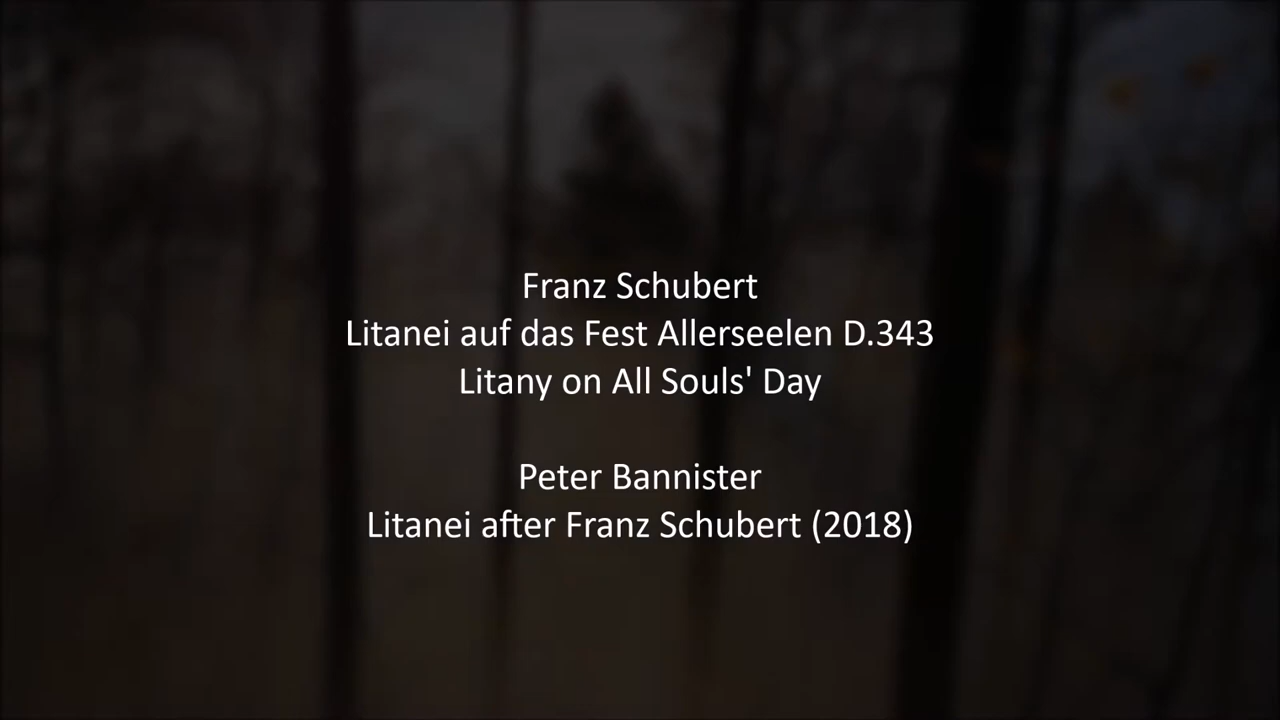 Franz Schubert
Litanei auf das Fest Allerseelen D.343
Litany on All Souls' Day
Peter Bannister
Litanei after Franz Schubert (2018)